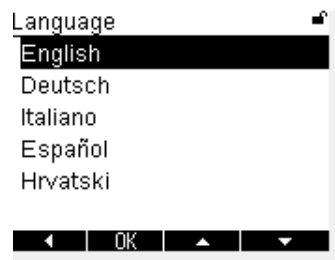 Language
English
Deutsch
Italiano
Español
Hrvatski
OK